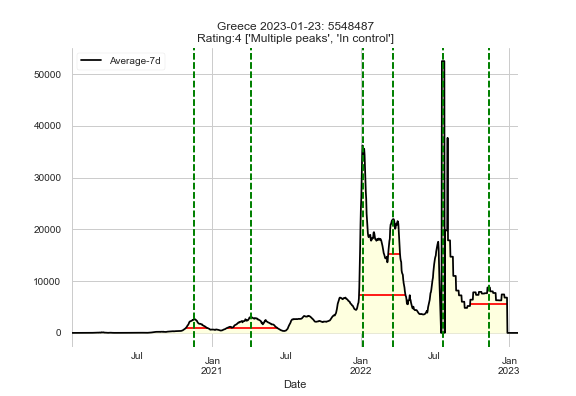 Greece 2023-01-23: 5548487
Rating:4 ['Multiple peaks', 'In control']
Average-7d
50000
40000
30000
20000
10000
0
Jul
Jan
2021
Jul
Jan
2022
Jul
Jan
2023
Date